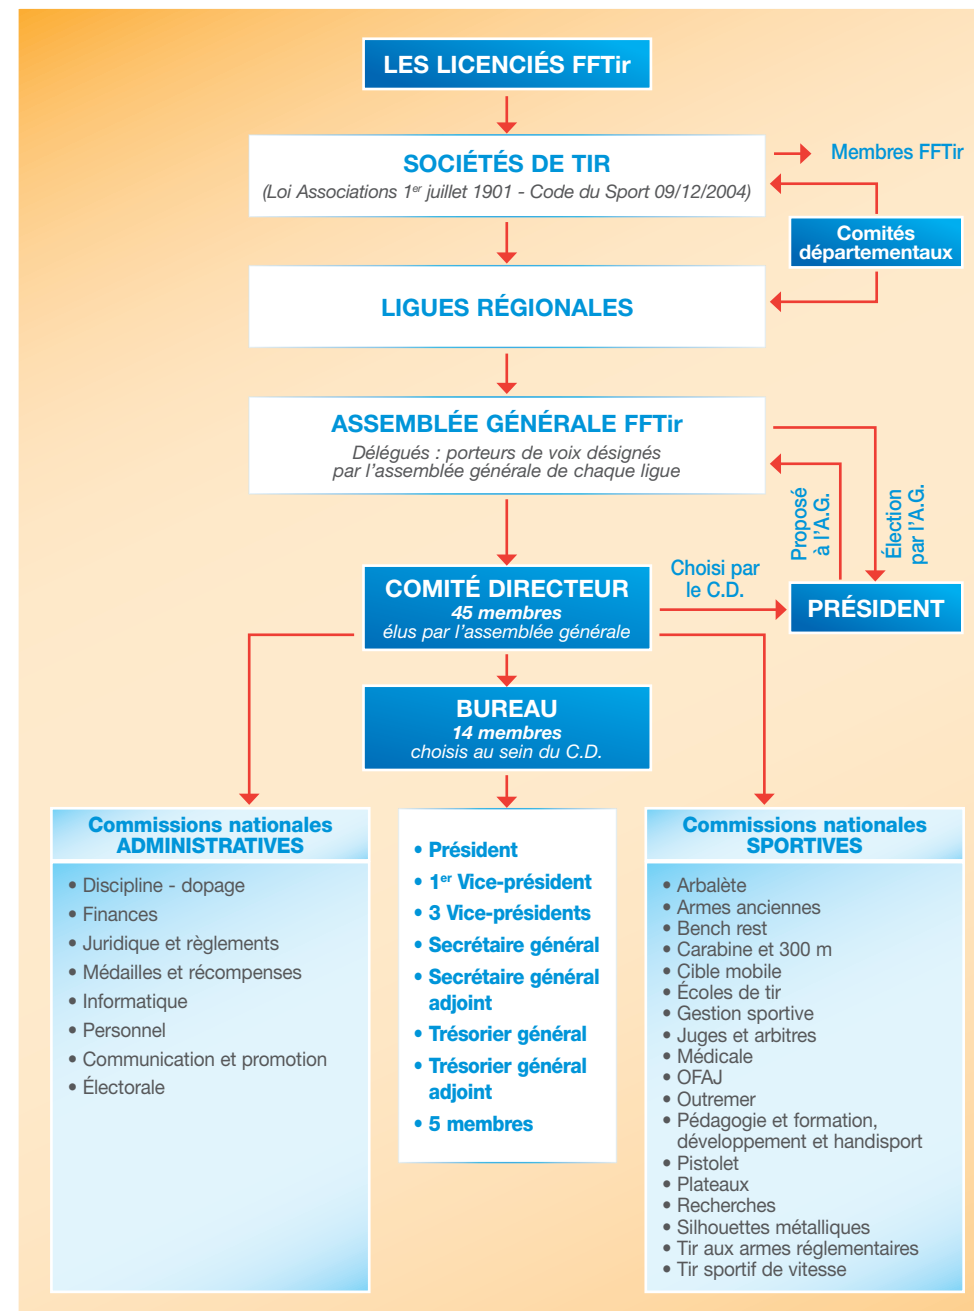 LES LICENCIÉS FFTir
SOCIÉTÉS DE TIR
(Loi Associations 1er juillet 1901 - Code du Sport 09/12/2004)
Membres FFTir
Comités
départementaux
LIGUES RÉGIONALES
ASSEMBLÉE GÉNÉRALE FFTir
Délégués : porteurs de voix désignés
par l'assemblée générale de chaque ligue
Proposé
à l'A.G.
Élection
par l'A.G.
COMITÉ DIRECTEUR
45 membres
élus par l'assemblée générale
Choisi par
le C.D.
PRÉSIDENT
BUREAU
14 membres
choisis au sein du C.D.
Commissions nationales
ADMINISTRATIVES
• Discipline - dopage
• Finances
• Juridique et règlements
• Médailles et récompenses
• Informatique
• Personnel
• Communication et promotion
• Électorale
• Président
• 1er Vice-président
• 3 Vice-présidents
• Secrétaire général
• Secrétaire général
adjoint
• Trésorier général
• Trésorier général
adjoint
• 5 membres
Commissions nationales
SPORTIVES
• Arbalète
• Armes anciennes
• Bench rest
• Carabine et 300 m
• Cible mobile
• Écoles de tir
• Gestion sportive
• Juges et arbitres
• Médicale
• OFAJ
• Outremer
• Pédagogie et formation,
développement et handisport
• Pistolet
• Plateaux
• Recherches
• Silhouettes métalliques
• Tir aux armes réglementaires
• Tir sportif de vitesse